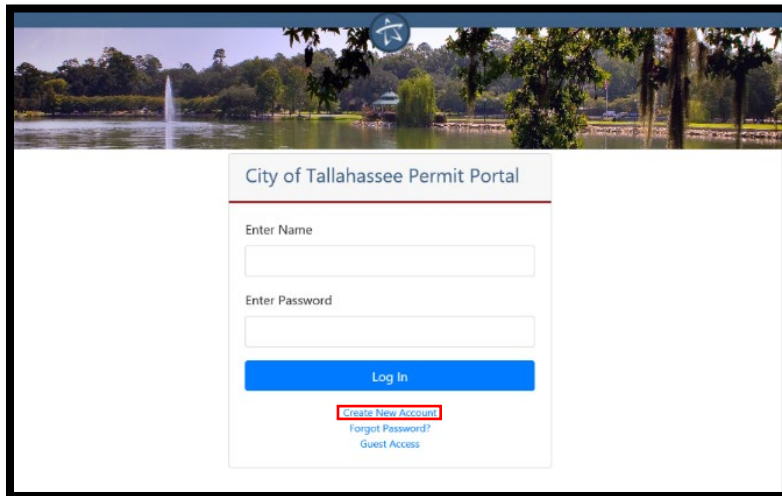 City of Tallahassee Permit Portal
Enter Name
Enter Password
Log In
Create New Account
Forgot Password?
Guest Access